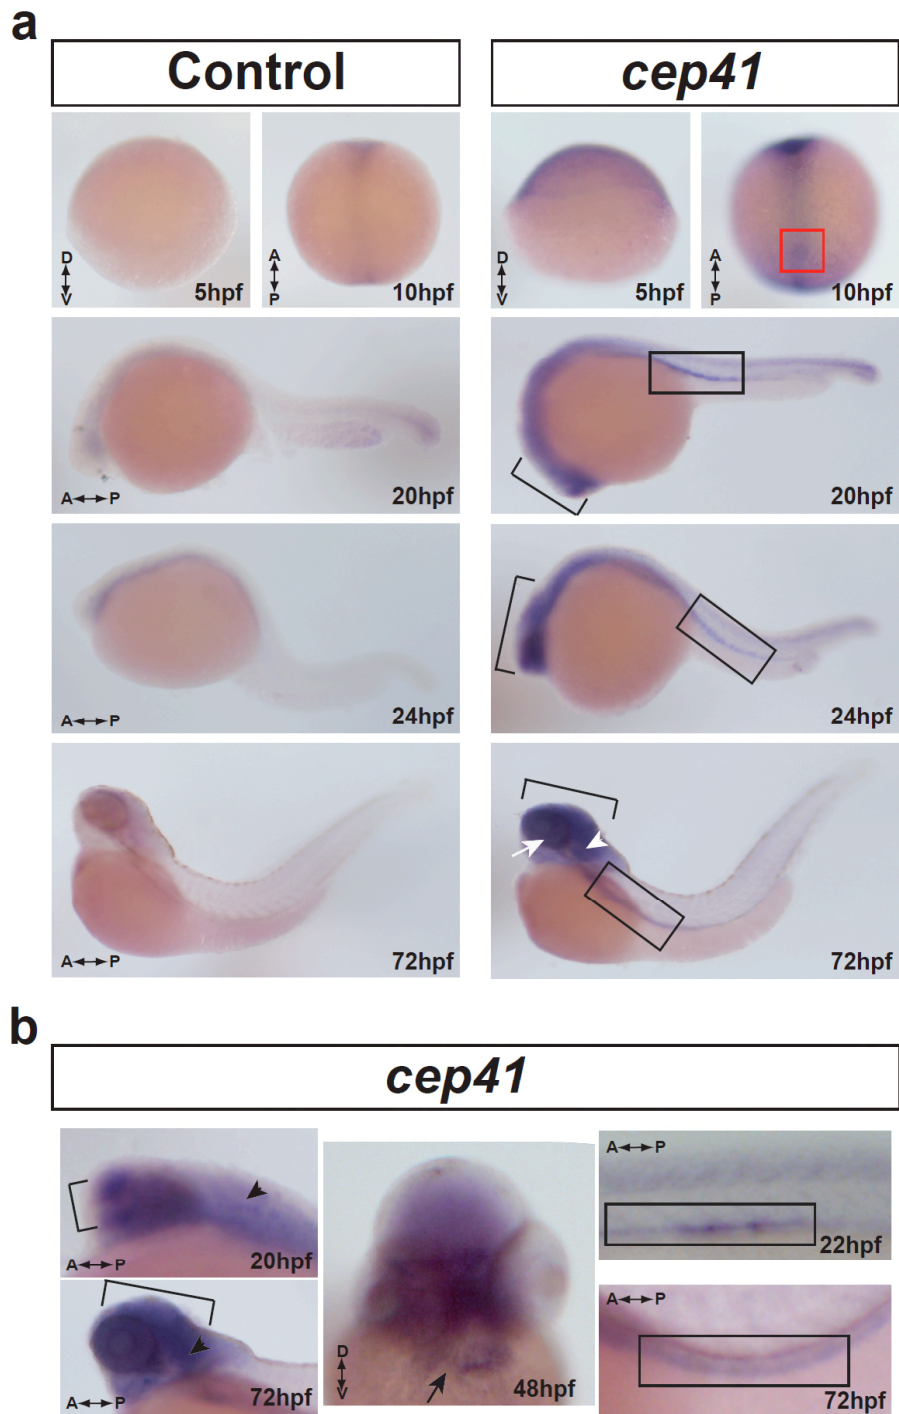 a
Control
cep41
D
V
5hpf
A
P
10hpf
D
V
5hpf
A
P
10hpf
A P
20hpf
20hpf
A P
24hpf
24hpf
A P
72hpf
72hpf
b
cep41
A P
20hpf
A P
72hpf
D
V
48hpf
A P
22hpf
A P
72hpf